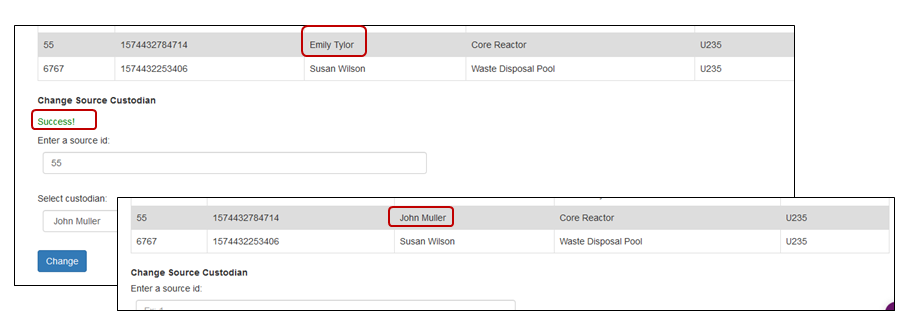 55 1574432784714 Emily Tylor Core Reactor U235
6767 1574432253406 Susan Wilson Waste Disposal Pool U235
Change Source Custodian
Success!
Enter a source id:
55
Select custodian:
John Muller
Change
55 1574432784714 John Muller Core Reactor U235
6767 1574432253406 Susan Wilson Waste Disposal Pool U235
Change Source Custodian
Enter a source id: